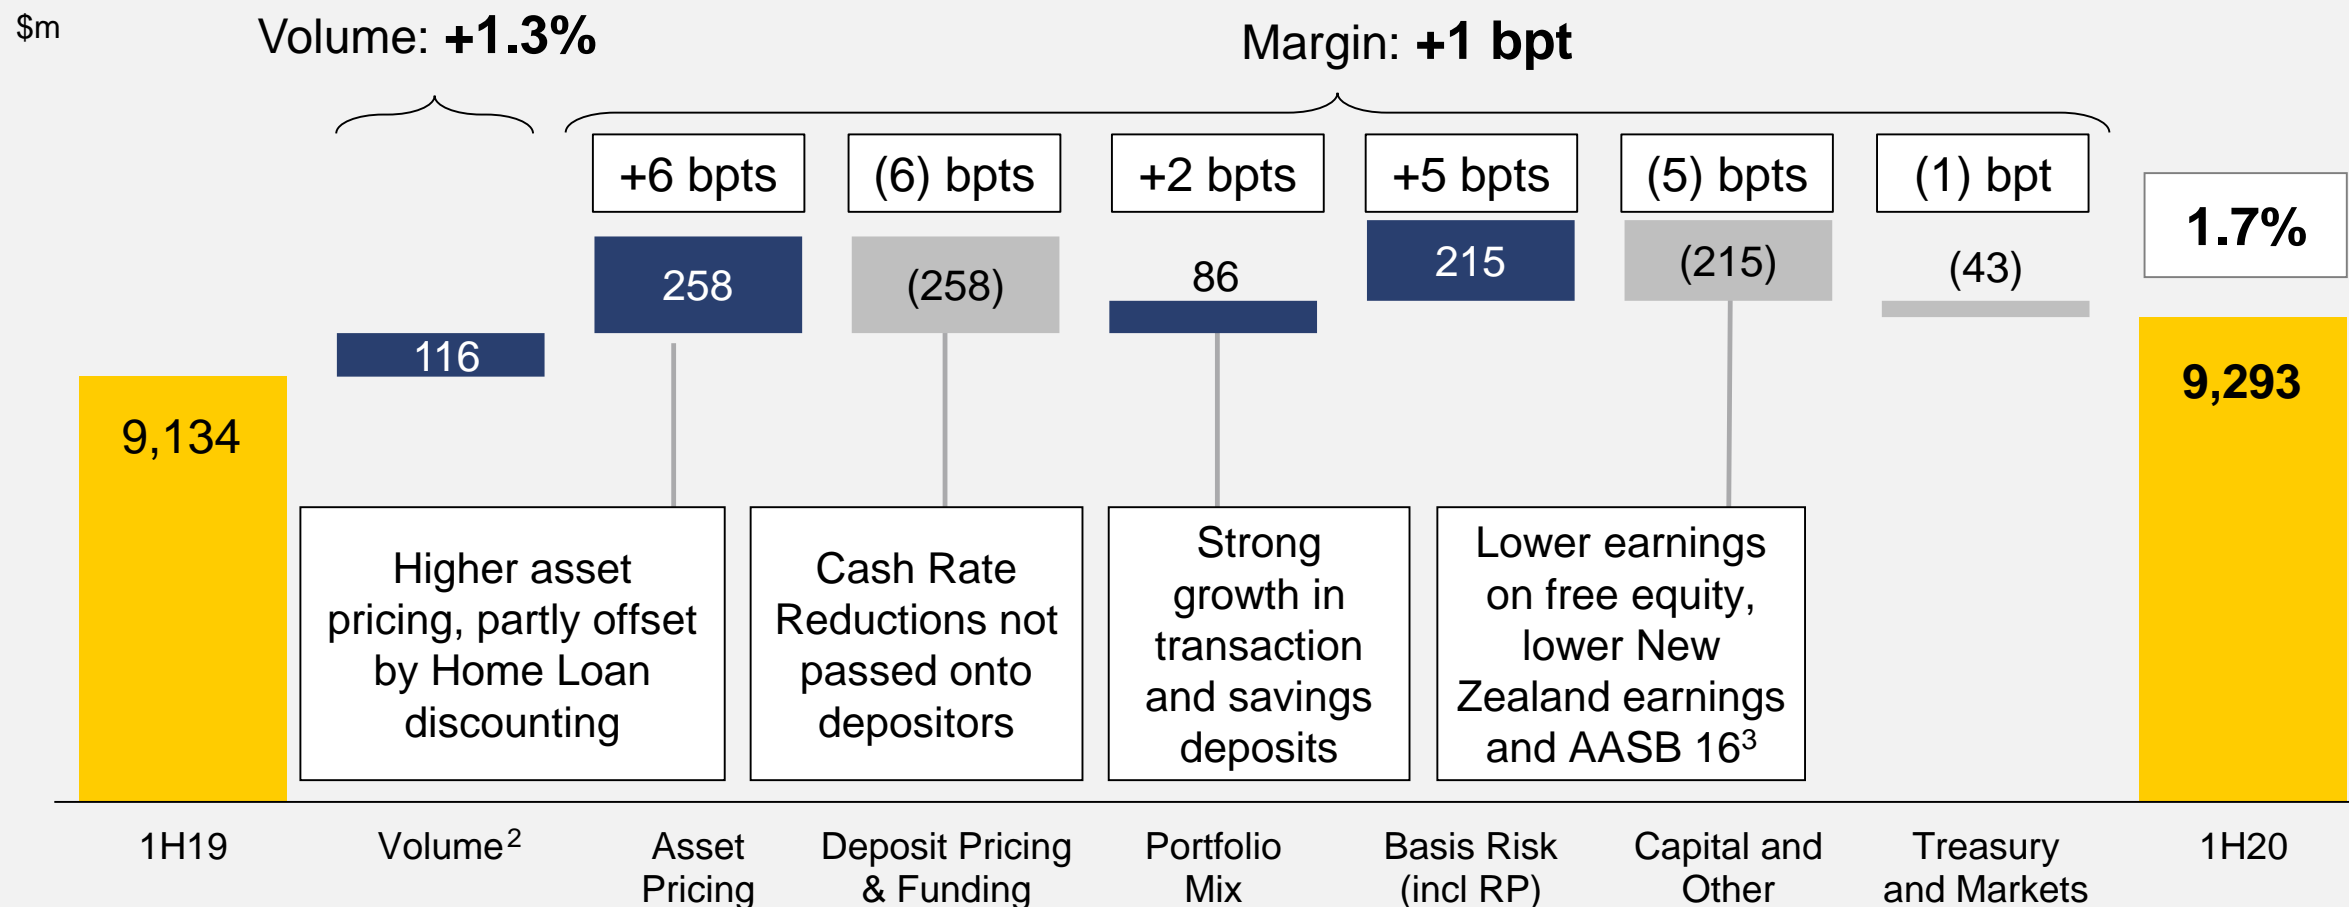 $m
Volume: +1.3%
Margin: +1 bpt
+6 bpts
(6) bpts
+2 bpts
+5 bpts
(5) bpts
(1) bpt
1.7%
9,134
116
258
(258)
86
215
(215)
(43)
9,293
Higher asset
pricing, partly offset
by Home Loan
discounting
Cash Rate
Reductions not
passed onto
depositors
Strong
growth in
transaction
and savings
deposits
Lower earnings
on free equity,
lower New
Zealand earnings
and AASB 16³
1H19
Volume²
Asset
Pricing
Deposit Pricing
& Funding
Portfolio
Mix
Basis Risk
(incl RP)
Capital and
Other
Treasury
and Markets
1H20